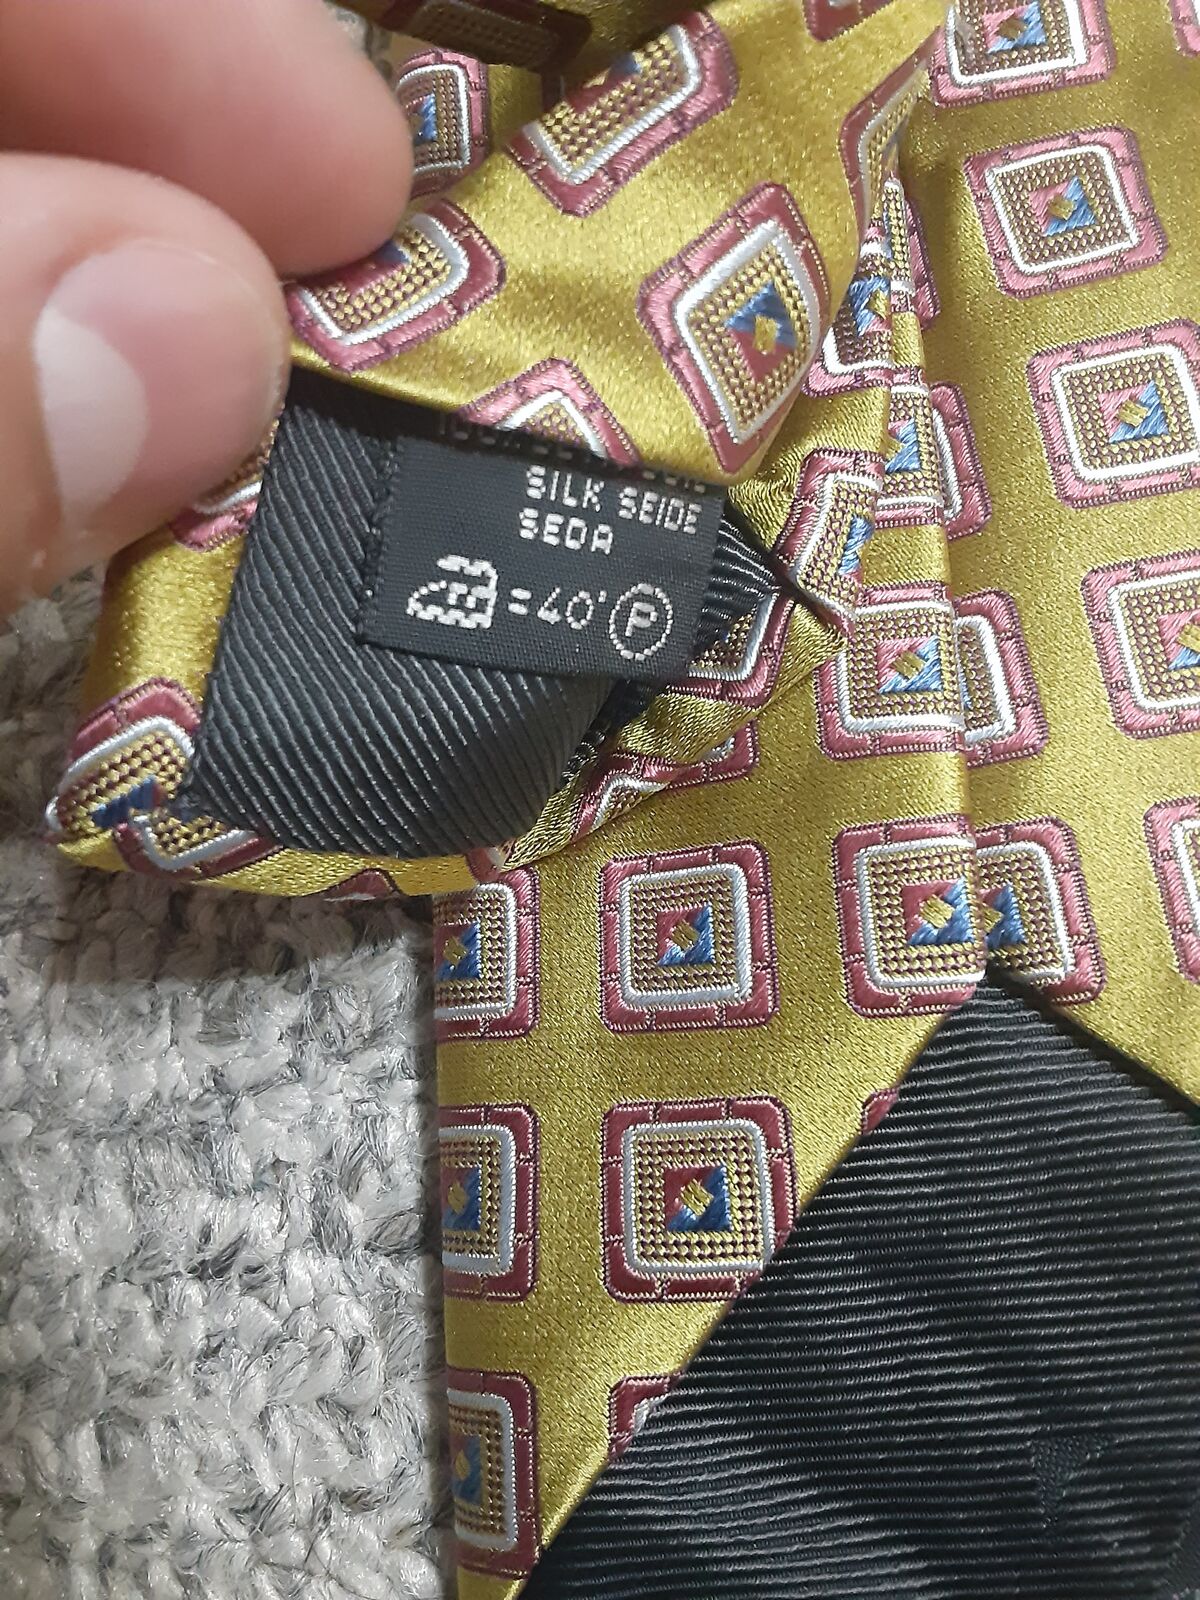 SILK SEIDE
SEDA
=40° P